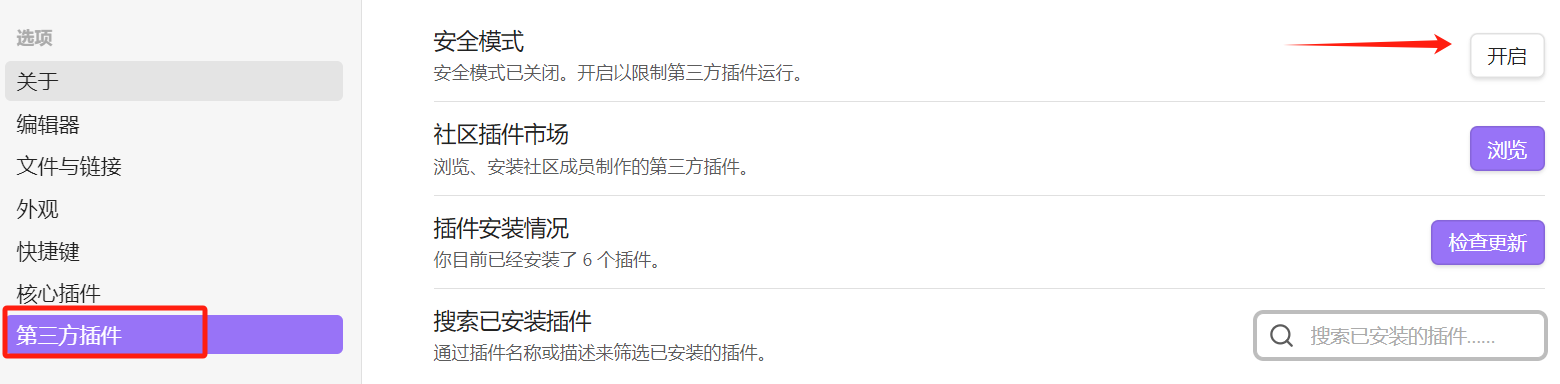 选项
关于
编辑器
文件与链接
外观
快捷键
核心插件
第三方插件
安全模式
安全模式已关闭。开启以限制第三方插件运行。
开启
社区插件市场
浏览、安装社区成员制作的第三方插件。
浏览
插件安装情况
你目前已经安装了 6 个插件。
检查更新
搜索已安装插件
通过插件名称或描述来筛选已安装的插件。
搜索已安装的插件......